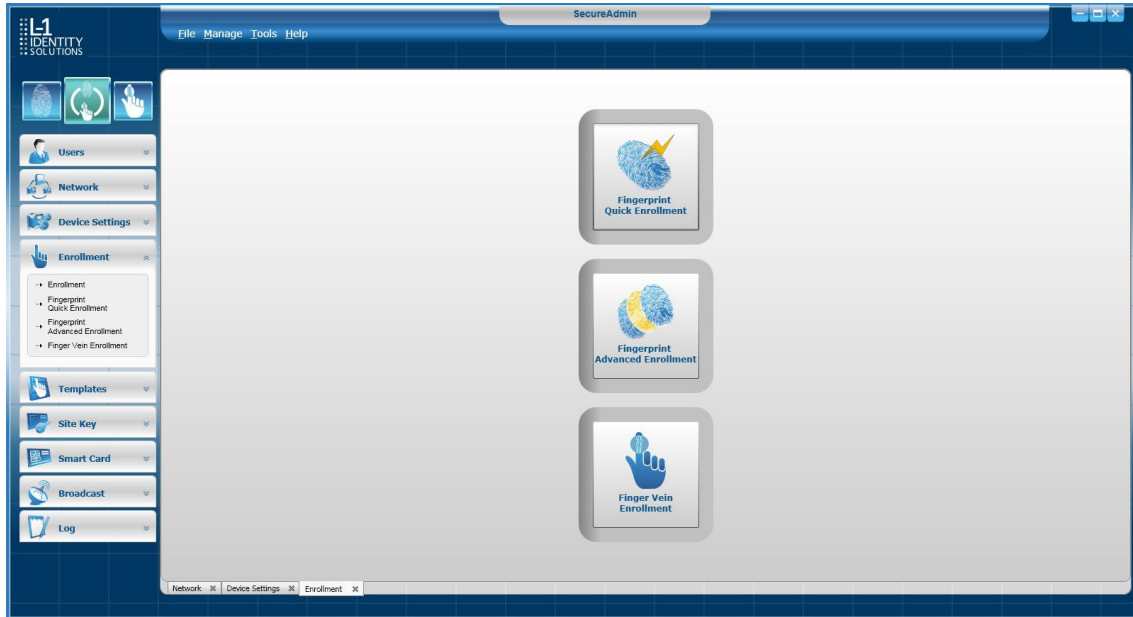 SecureAdmin
L-1
IDENTITY
SOLUTIONS
File Manage Tools Help
Users
Network
Device Settings
Enrollment
Enrollment
Fingerprint
Quick Enrollment
Fingerprint
Advanced Enrollment
Finger Vein Enrollment
Templates
Site Key
Smart Card
Broadcast
Log
Fingerprint
Quick Enrollment
Fingerprint
Advanced Enrollment
Finger Vein
Enrollment
Network
Device Settings
Enrollment